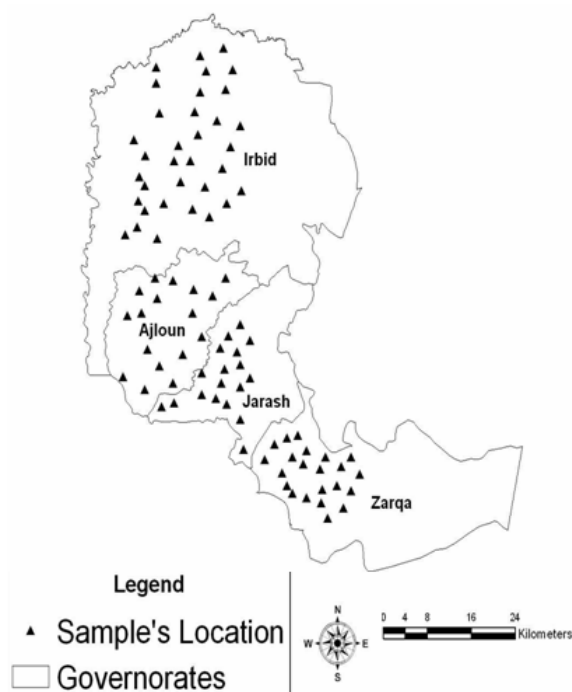 Irbid
Ajloun
Jarash
Zarqa
Legend
Sample's Location
Governorates
N
W E
S
0 4 8 16 24
Kilometers